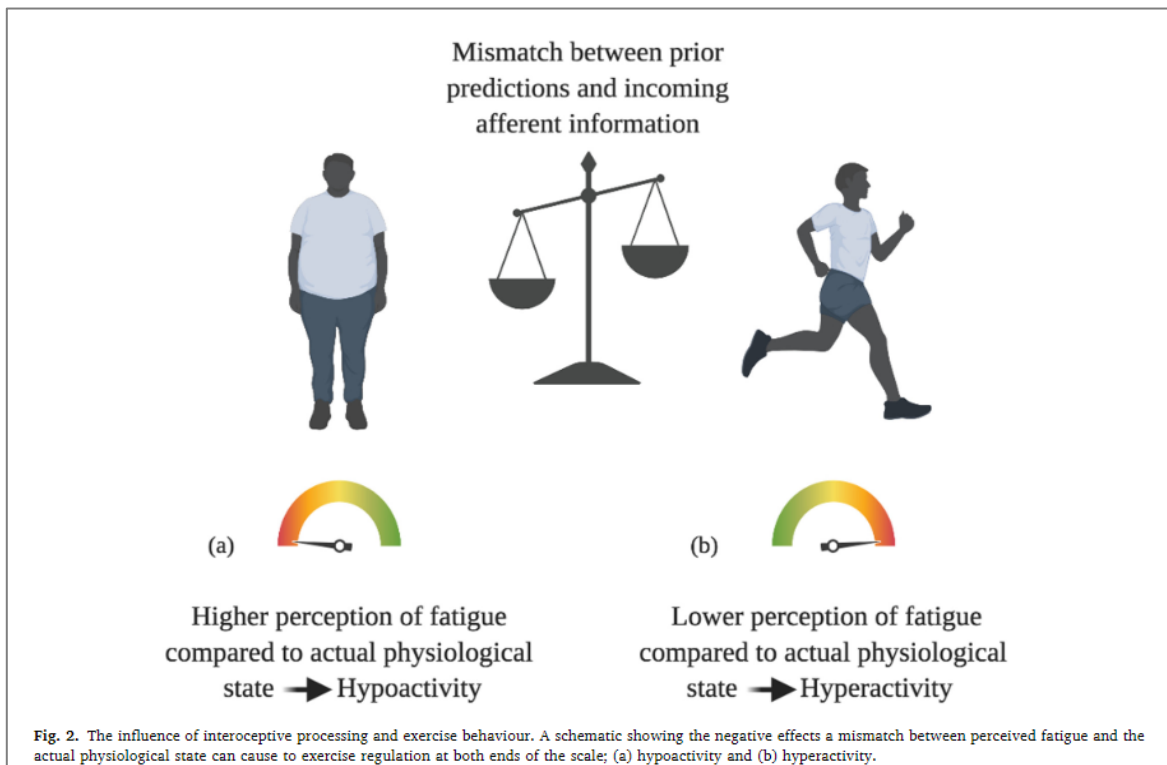 Mismatch between prior
predictions and incoming
afferent information
(a)
Higher perception of fatigue
compared to actual physiological
state → Hypoactivity
(b)
Lower perception of fatigue
compared to actual physiological
state → Hyperactivity
Fig. 2. The influence of interoceptive processing and exercise behaviour. A schematic showing the negative effects a mismatch between perceived fatigue and the
actual physiological state can cause to exercise regulation at both ends of the scale; (a) hypoactivity and (b) hyperactivity.